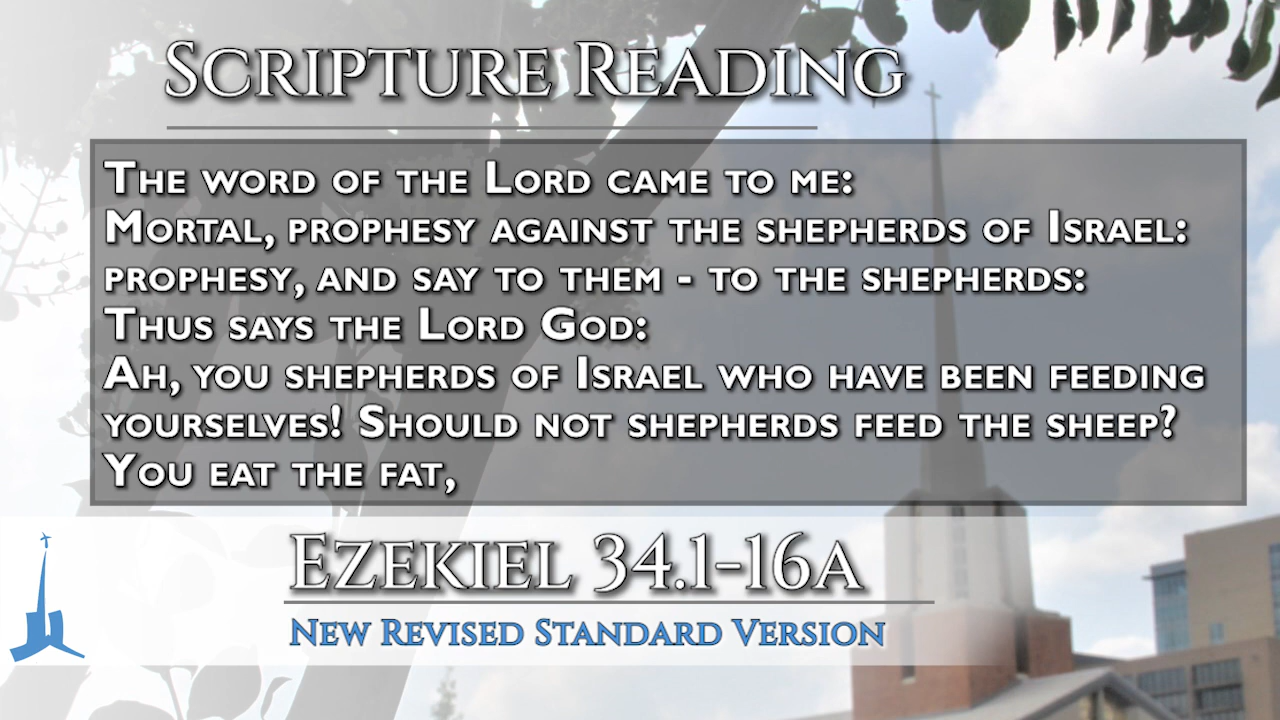 Scripture Reading
The word of the Lord came to me:
Mortal, prophesy against the shepherds of Israel:
prophesy, and say to them - to the shepherds:
Thus says the Lord God:
Ah, you shepherds of Israel who have been feeding
yourselves! Should not shepherds feed the sheep?
You eat the fat,
Ezekiel 34.1-16a
New Revised Standard Version